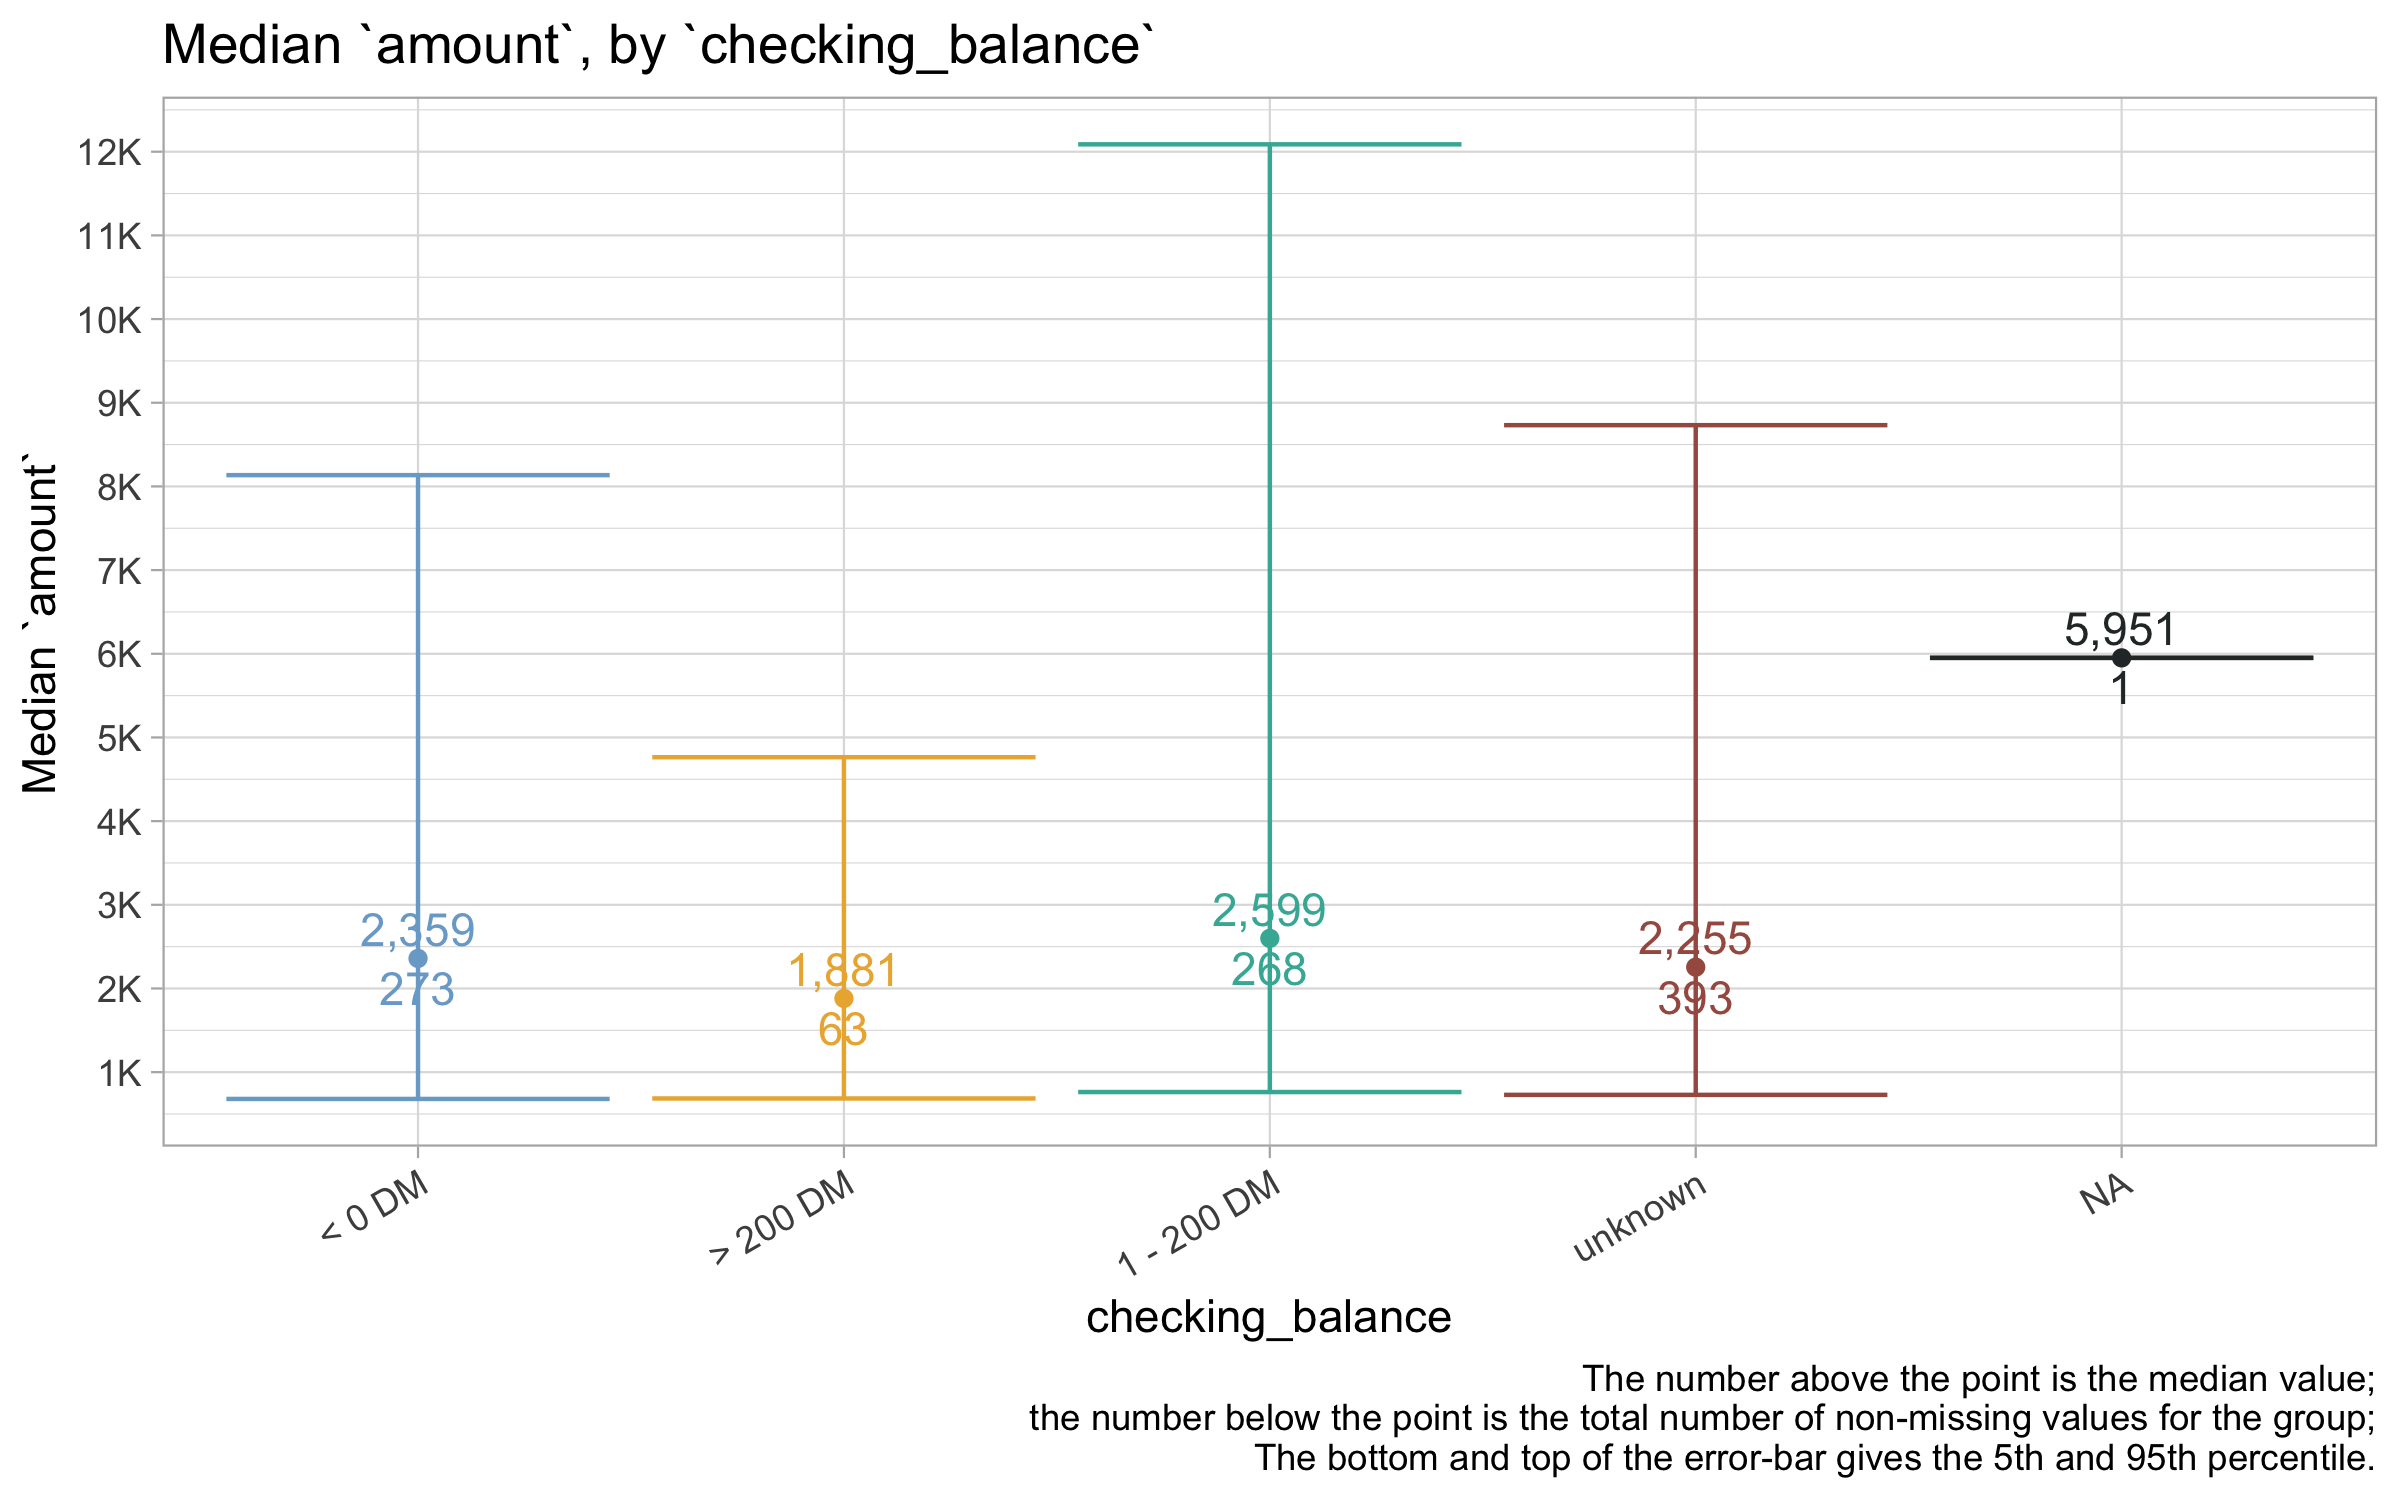 Median `amount`, by `checking_balance`
Median `amount`
12K
11K
10K
9K
8K
7K
6K
5K
4K
3K
2K
1K
2,359
273
1,881
63
2,599
268
2,255
393
5,951
1
< 0 DM
> 200 DM
1 - 200 DM
unknown
NA
checking_balance
The number above the point is the median value;
the number below the point is the total number of non-missing values for the group;
The bottom and top of the error-bar gives the 5th and 95th percentile.